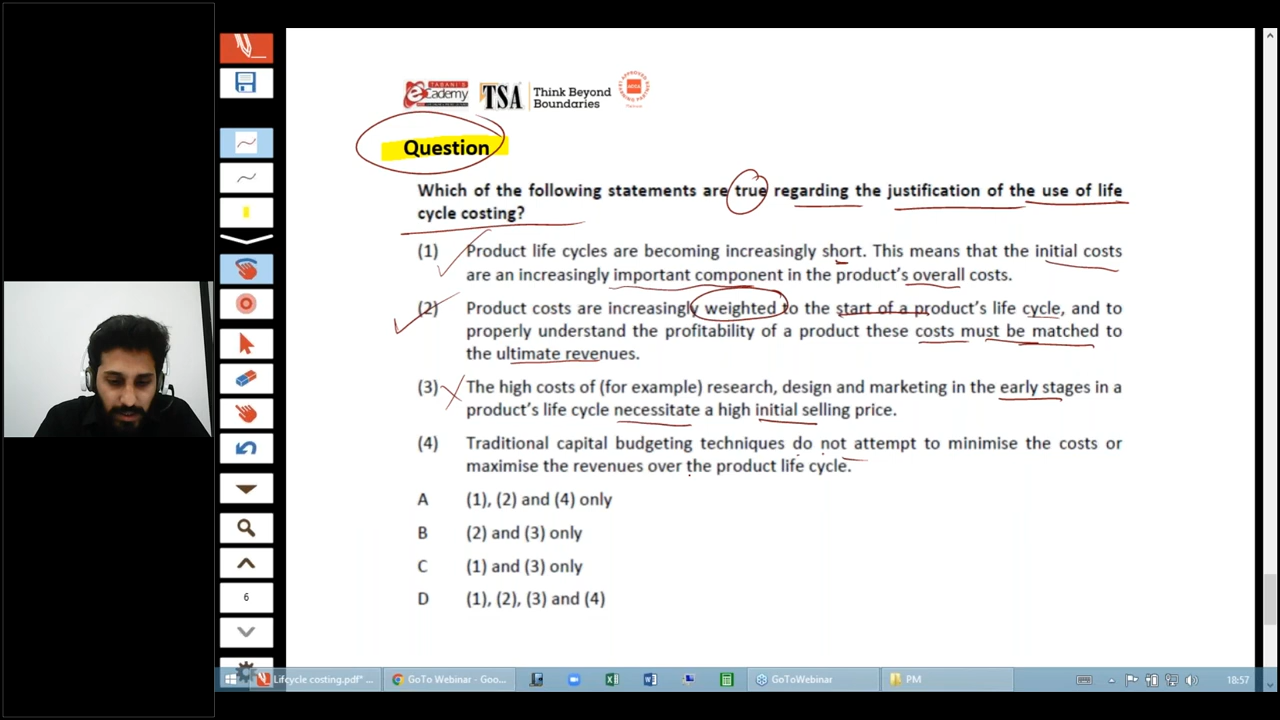 TABANI'S
eCademy
TSA
Think Beyond
Boundaries
Question
Which of the following statements are true regarding the justification of the use of life
cycle costing?
(1) Product life cycles are becoming increasingly short. This means that the initial costs
are an increasingly important component in the product's overall costs.
(2) Product costs are increasingly weighted to the start of a product's life cycle, and to
properly understand the profitability of a product these costs must be matched to
the ultimate revenues.
(3) The high costs of (for example) research, design and marketing in the early stages in a
product's life cycle necessitate a high initial selling price.
(4) Traditional capital budgeting techniques do not attempt to minimise the costs or
maximise the revenues over the product life cycle.
A (1), (2) and (4) only
B (2) and (3) only
C (1) and (3) only
D (1), (2), (3) and (4)
6
Lifcycle costing.pdf* ...
GoTo Webinar - Goo...
GoToWebinar
PM
18:57